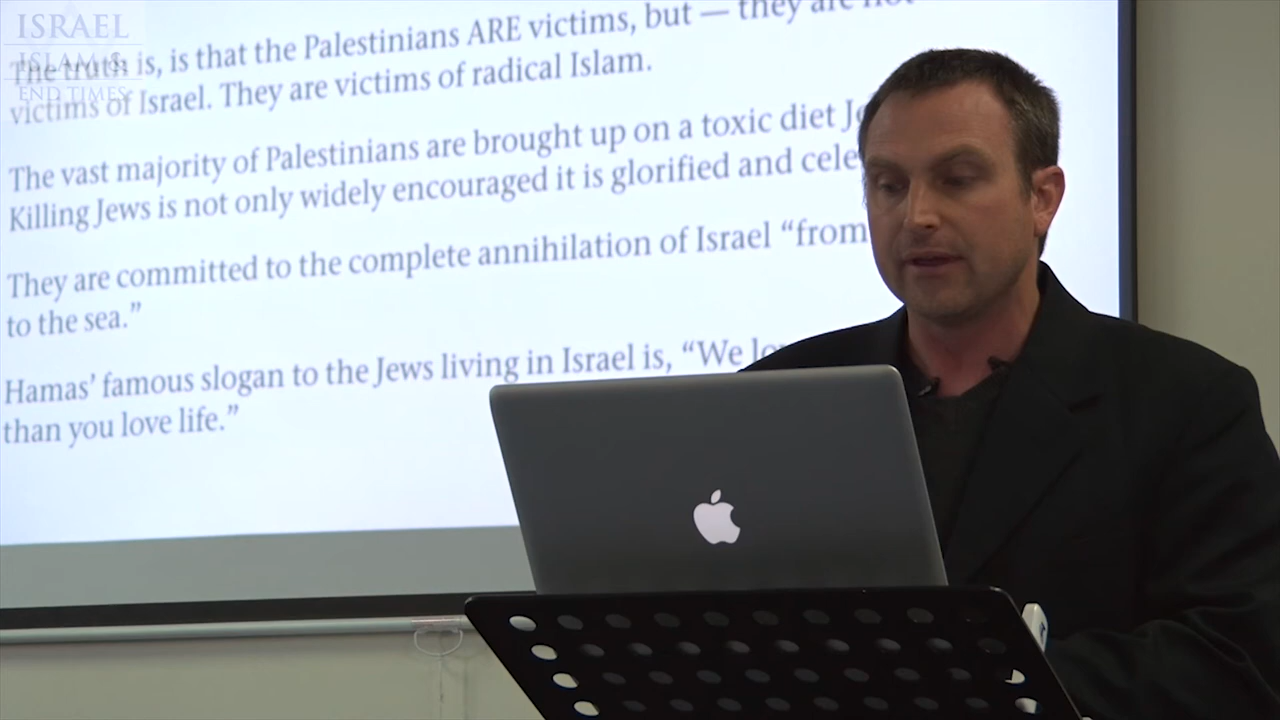 ISRAEL
ISLAM &
END TIMES
The truth is, is that the Palestinians ARE victims, but — they are not
victims of Israel. They are victims of radical Islam.
The vast majority of Palestinians are brought up on a toxic diet
Killing Jews is not only widely encouraged it is glorified and
They are committed to the complete annihilation of Israel “from
to the sea.”
Hamas’ famous slogan to the Jews living in Israel is, “We
than you love life.”